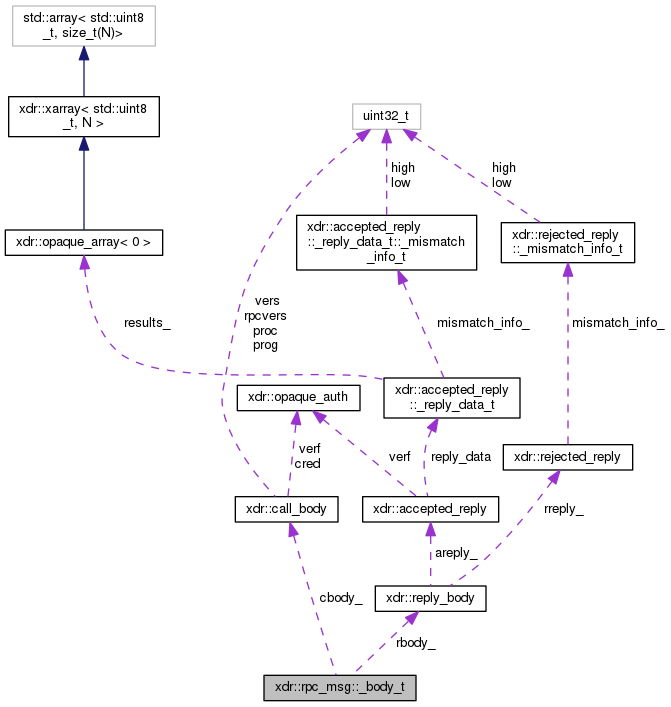 std::array< std::uint8
_t, size_t(N)>
xdr::xarray< std::uint8
_t, N >
uint32_t
high
low
high
low
xdr::opaque_array< 0 >
xdr::accepted_reply
::_reply_data_t::_mismatch
_info_t
xdr::rejected_reply
::_mismatch_info_t
vers
rpcvers
proc
prog
results_
mismatch_info_
mismatch_info_
xdr::opaque_auth
xdr::accepted_reply
::_reply_data_t
verf
cred
verf
reply_data
xdr::rejected_reply
xdr::call_body
xdr::accepted_reply
rreply_
areply_
cbody_
xdr::reply_body
rbody_
xdr::rpc_msg::_body_t